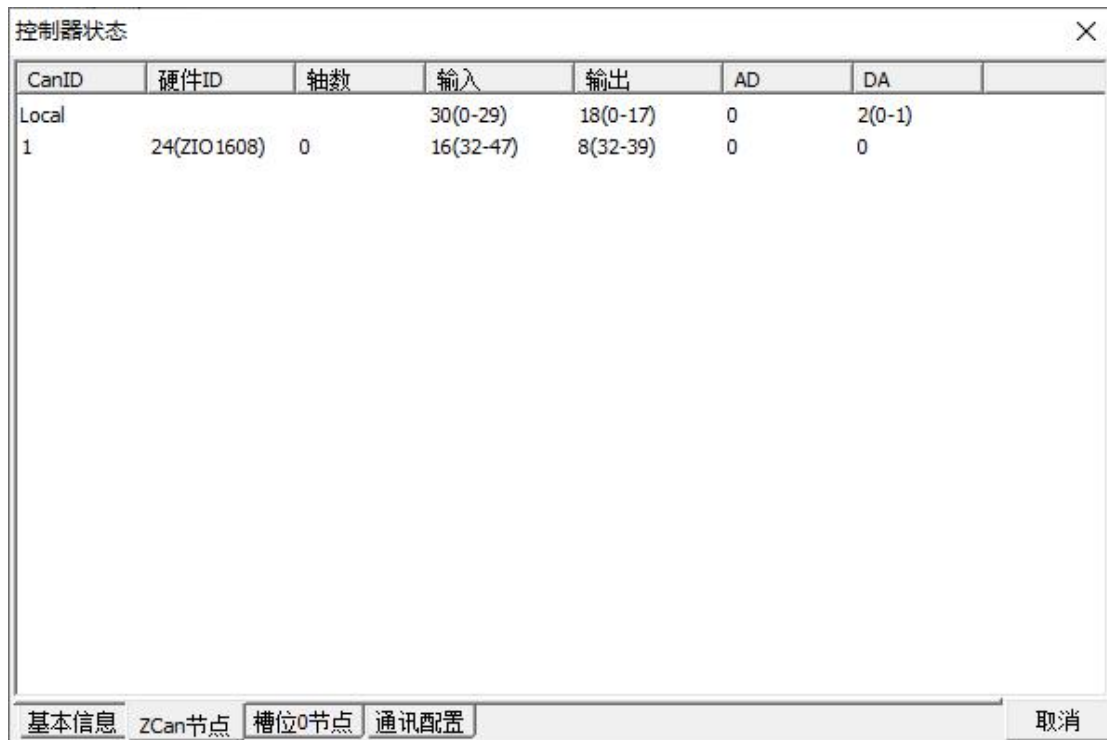 控制器状态
CanID 硬件ID 轴数 输入 输出 AD DA
Local 30(0-29) 18(0-17) 0 2(0-1)
1 24(ZIO1608) 0 16(32-47) 8(32-39) 0 0
基本信息 ZCan节点 槽位0节点 通讯配置 取消